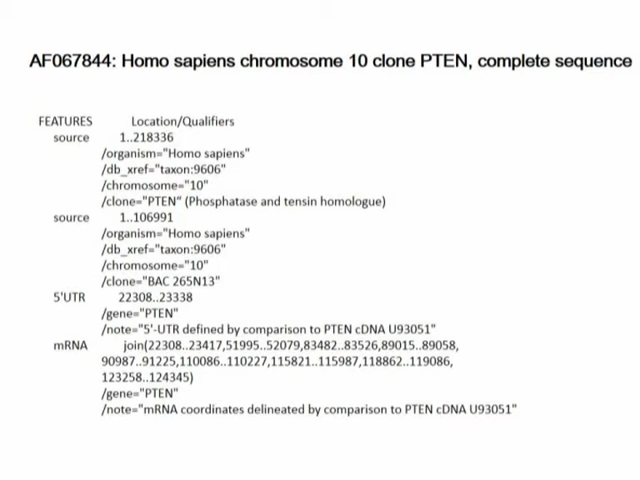 AF067844: Homo sapiens chromosome 10 clone PTEN, complete sequence
FEATURES Location/Qualifiers
source 1..218336
/organism="Homo sapiens"
/db_xref="taxon:9606"
/chromosome="10"
/clone="PTEN" (Phosphatase and tensin homologue)
source 1..106991
/organism="Homo sapiens"
/db_xref="taxon:9606"
/chromosome="10"
/clone="BAC 265N13"
5'UTR 22308..23338
/gene="PTEN"
/note="5'-UTR defined by comparison to PTEN cDNA U93051"
mRNA join(22308..23417,51995..52079,83482..83526,89015..89058,
90987..91225,110086..110227,115821..115987,118862..119086,
123258..124345)
/gene="PTEN"
/note="mRNA coordinates delineated by comparison to PTEN cDNA U93051"